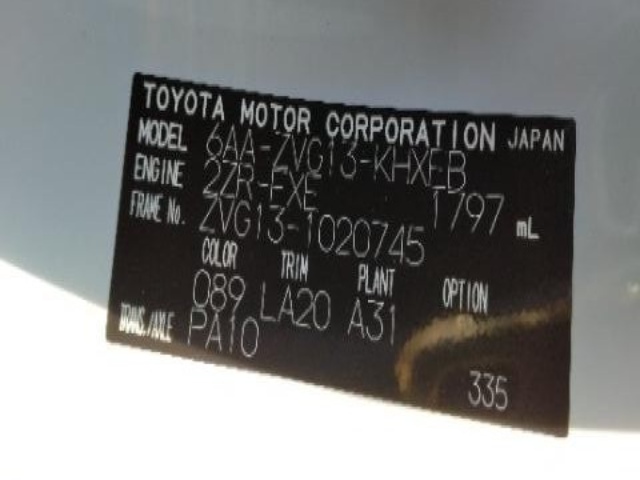 TOYOTA MOTOR CORPORATION JAPAN
MODEL 6AA-ZVG13-KHXEB
ENGINE 2ZR-FXE 1797 mL
FRAME No. ZVG13-1020745
COLOR TRIM PLANT OPTION
089 LA20 A31
TRANS./AXLE PA10
335